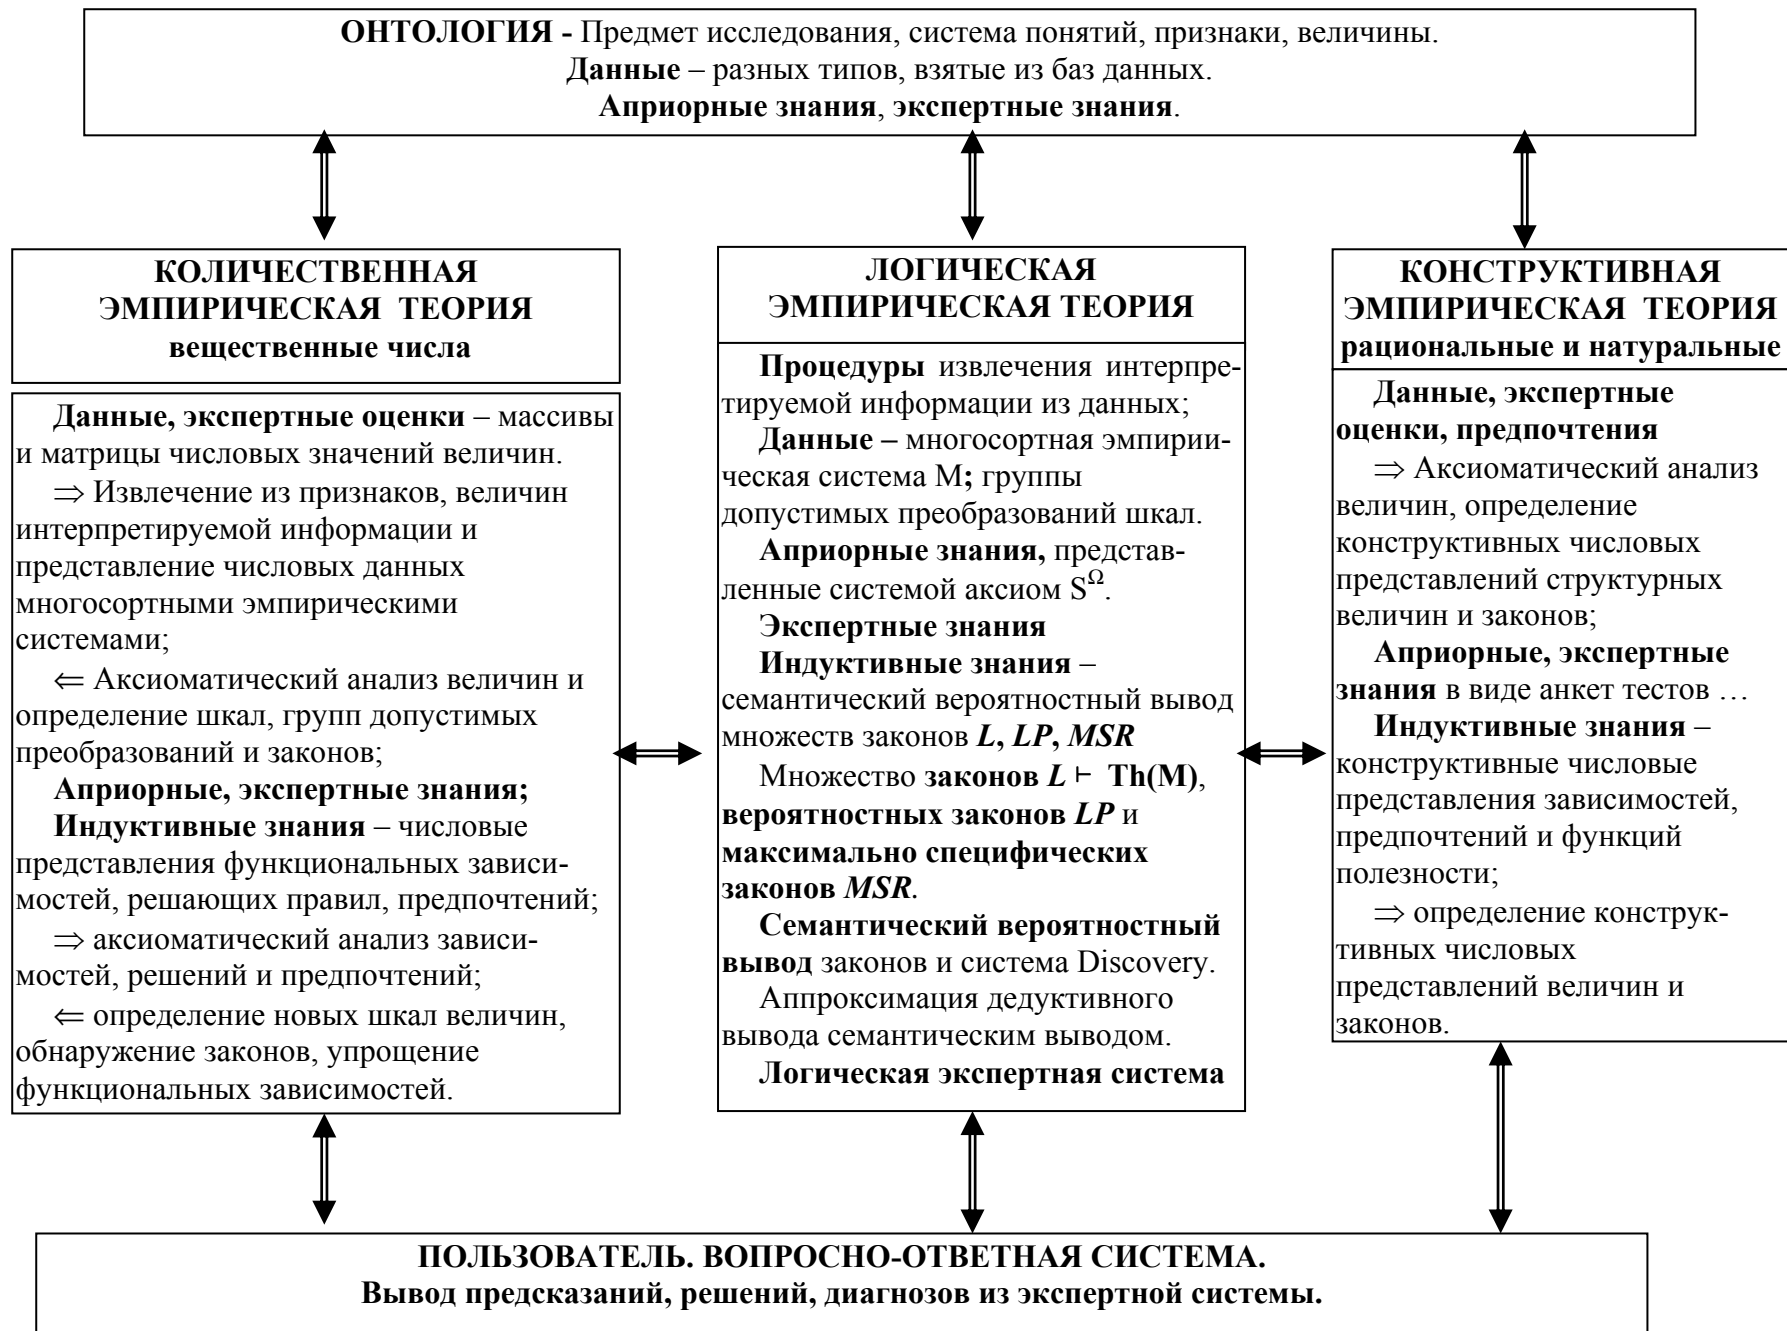 ОНТОЛОГИЯ - Предмет исследования, система понятий, признаки, величины.
Данные – разных типов, взятые из баз данных.
Априорные знания, экспертные знания.
КОЛИЧЕСТВЕННАЯ
ЭМПИРИЧЕСКАЯ ТЕОРИЯ
вещественные числа
Данные, экспертные оценки – массивы
и матрицы числовых значений величин.
⇒ Извлечение из признаков, величин
интерпретируемой информации и
представление числовых данных
многосортными эмпирическими
системами;
⇐ Аксиоматический анализ величин и
определение шкал, групп допустимых
преобразований и законов;
Априорные, экспертные знания;
Индуктивные знания – числовые
представления функциональных зависи-
мостей, решающих правил, предпочтений;
⇒ аксиоматический анализ зависи-
мостей, решений и предпочтений;
⇐ определение новых шкал величин,
обнаружение законов, упрощение
функциональных зависимостей.
ЛОГИЧЕСКАЯ
ЭМПИРИЧЕСКАЯ ТЕОРИЯ
Процедуры извлечения интерпре-
тируемой информации из данных;
Данные – многосортная эмпири-
ческая система М; группы
допустимых преобразований шкал.
Априорные знания, представ-
ленные системой аксиом S^Ω.
Экспертные знания
Индуктивные знания –
семантический вероятностный вывод
множеств законов L, LP, MSR
Множество законов L ⊢ Th(M),
вероятностных законов LP и
максимально специфических
законов MSR.
Семантический вероятностный
вывод законов и система Discovery.
Аппроксимация дедуктивного
вывода семантическим выводом.
Логическая экспертная система
КОНСТРУКТИВНАЯ
ЭМПИРИЧЕСКАЯ ТЕОРИЯ
рациональные и натуральные
Данные, экспертные
оценки, предпочтения
⇒ Аксиоматический анализ
величин, определение
конструктивных числовых
представлений структурных
величин и законов;
Априорные, экспертные
знания в виде анкет тестов …
Индуктивные знания –
конструктивные числовые
представления зависимостей,
предпочтений и функций
полезности;
⇒ определение конструк-
тивных числовых
представлений величин и
законов.
ПОЛЬЗОВАТЕЛЬ. ВОПРОСНО-ОТВЕТНАЯ СИСТЕМА.
Вывод предсказаний, решений, диагнозов из экспертной системы.